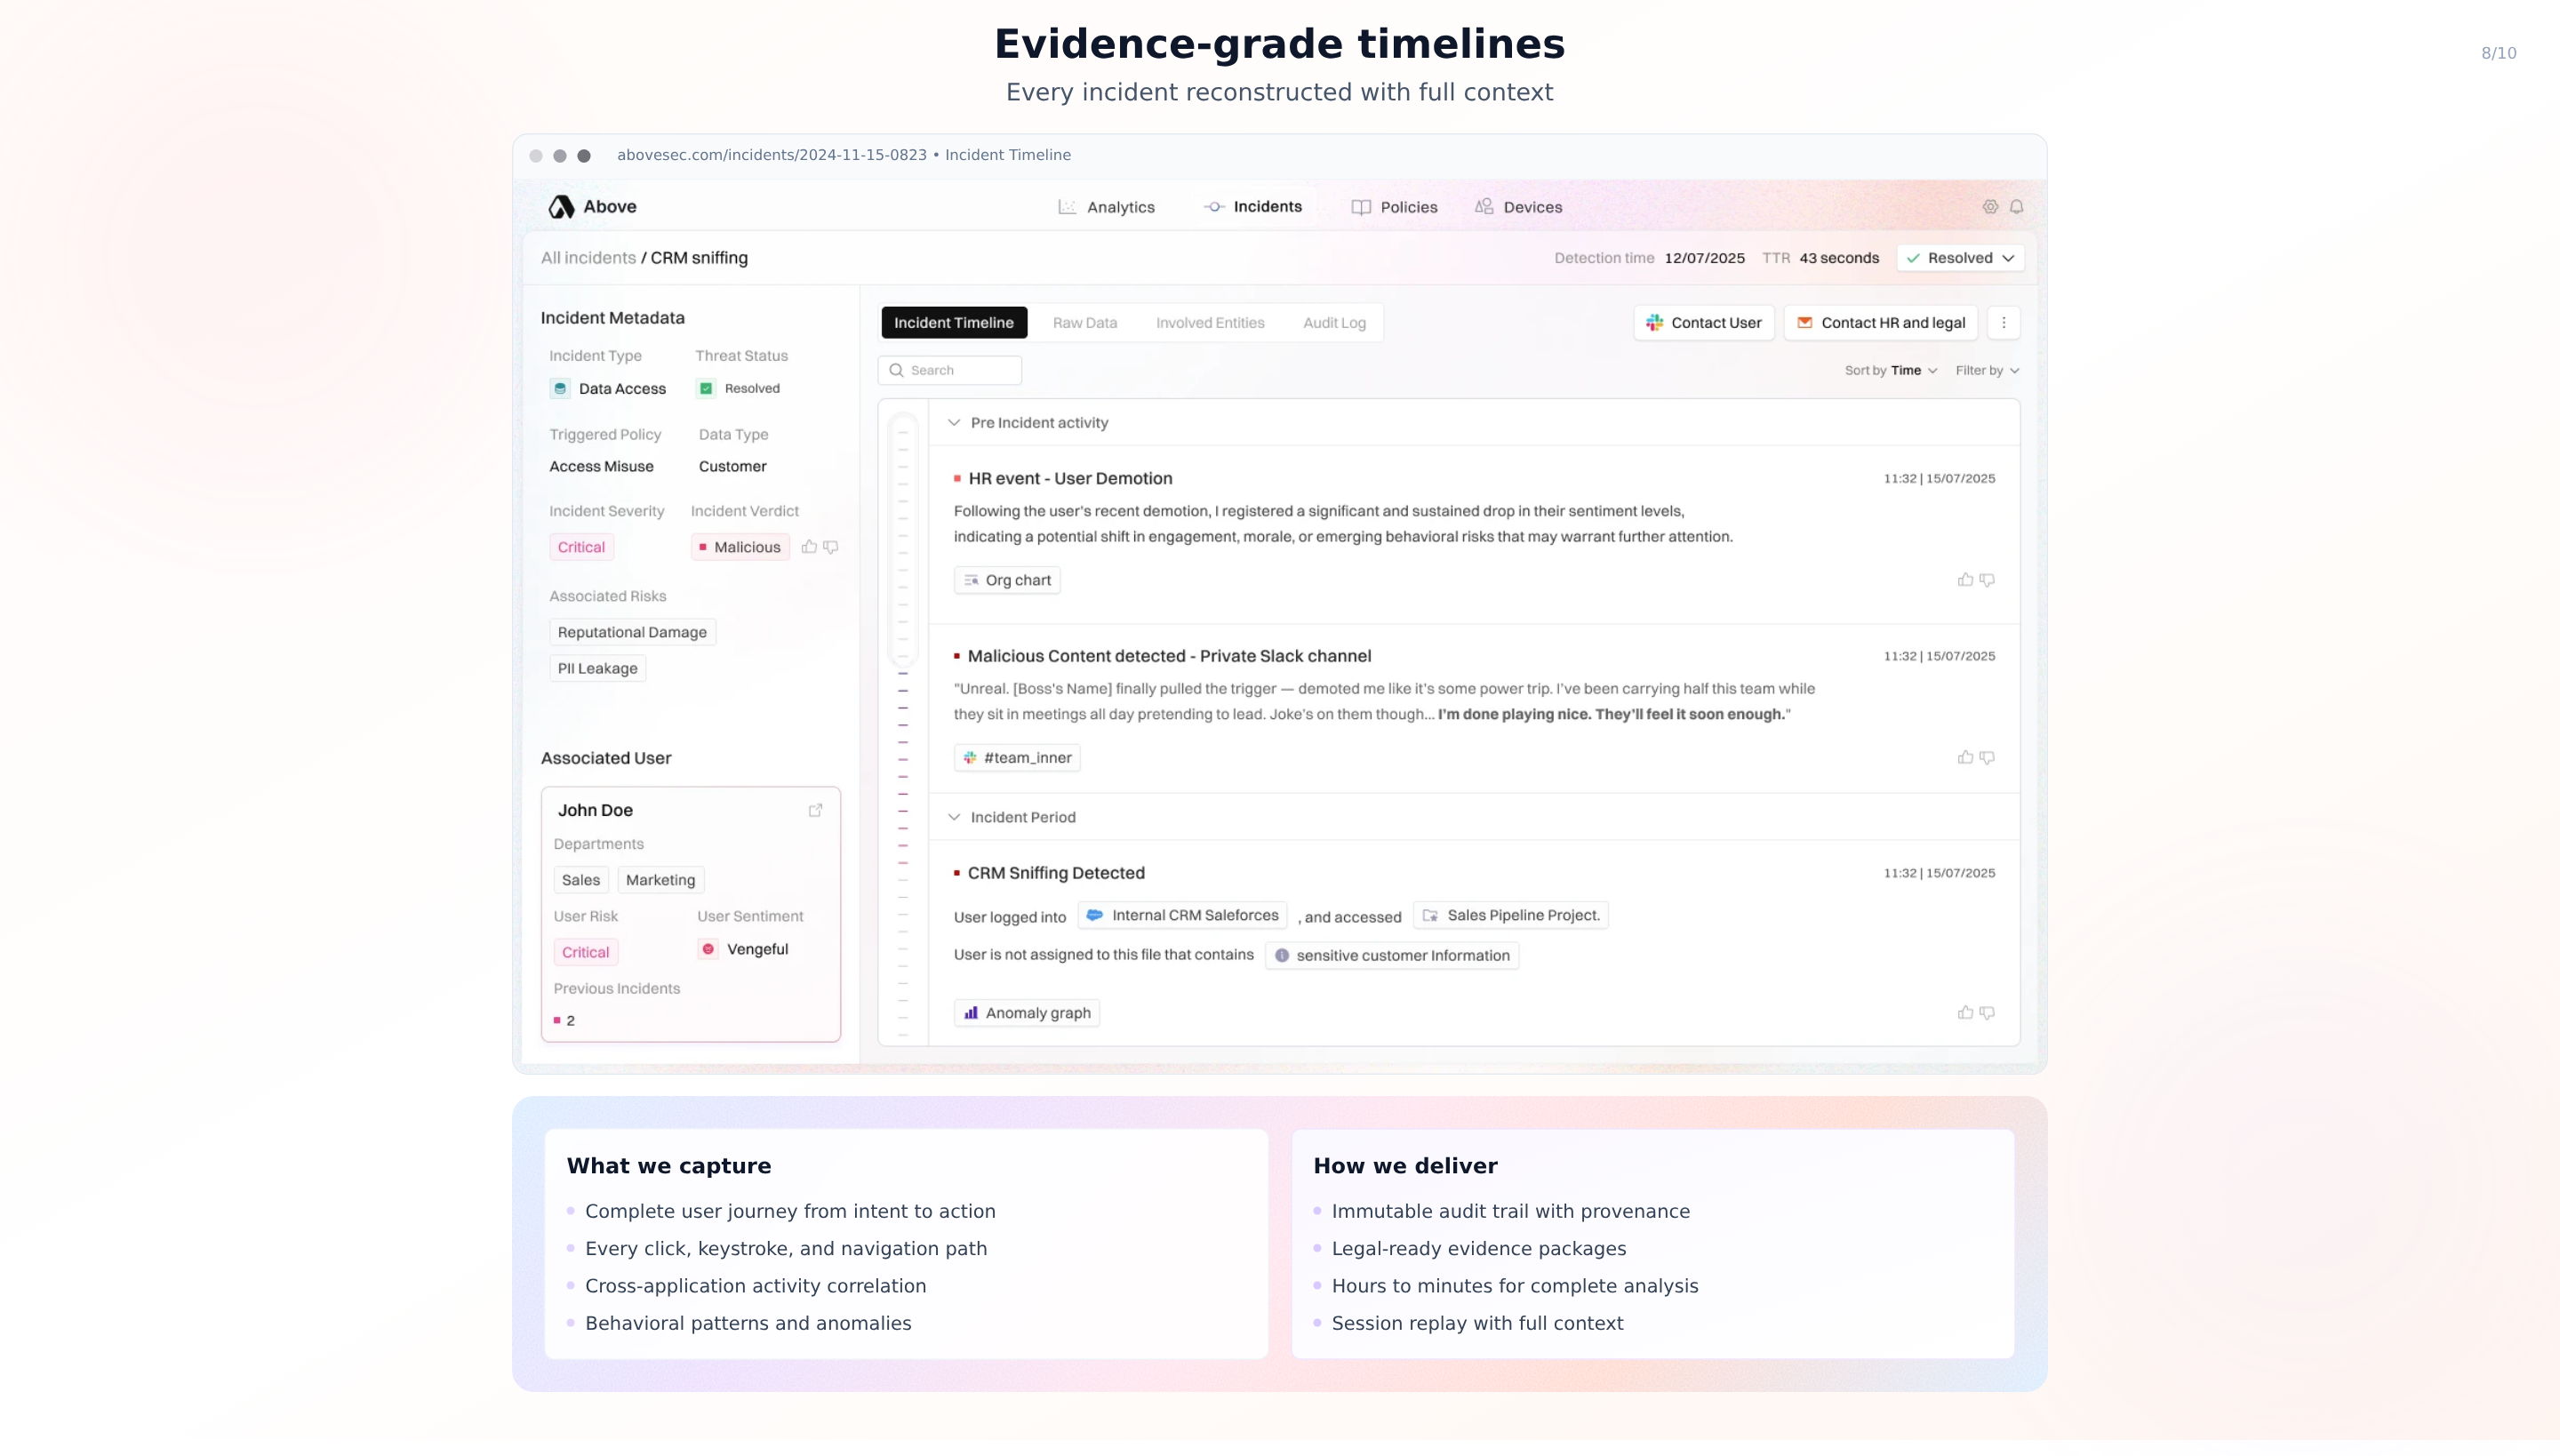 Evidence-grade timelines
Every incident reconstructed with full context
8/10
abovesec.com/incidents/2024-11-15-0823 • Incident Timeline
Above
Analytics
Incidents
Policies
Devices
All incidents / CRM sniffing
Detection time 12/07/2025 TTR 43 seconds
Resolved
Incident Metadata
Incident Type
Threat Status
Data Access
Resolved
Triggered Policy
Data Type
Access Misuse
Customer
Incident Severity
Incident Verdict
Critical
Malicious
Associated Risks
Reputational Damage
PII Leakage
Associated User
John Doe
Departments
Sales
Marketing
User Risk
User Sentiment
Critical
Vengeful
Previous Incidents
2
Incident Timeline
Raw Data
Involved Entities
Audit Log
Contact User
Contact HR and legal
Search
Sort by Time
Filter by
Pre Incident activity
HR event - User Demotion
11:32 | 15/07/2025
Following the user's recent demotion, I registered a significant and sustained drop in their sentiment levels,
indicating a potential shift in engagement, morale, or emerging behavioral risks that may warrant further attention.
Org chart
Malicious Content detected - Private Slack channel
11:32 | 15/07/2025
"Unreal. [Boss's Name] finally pulled the trigger — demoted me like it's some power trip. I've been carrying half this team while
they sit in meetings all day pretending to lead. Joke's on them though... I'm done playing nice. They'll feel it soon enough."
#team_inner
Incident Period
CRM Sniffing Detected
11:32 | 15/07/2025
User logged into Internal CRM Saleforces , and accessed Sales Pipeline Project.
User is not assigned to this file that contains sensitive customer Information
Anomaly graph
What we capture
Complete user journey from intent to action
Every click, keystroke, and navigation path
Cross-application activity correlation
Behavioral patterns and anomalies
How we deliver
Immutable audit trail with provenance
Legal-ready evidence packages
Hours to minutes for complete analysis
Session replay with full context